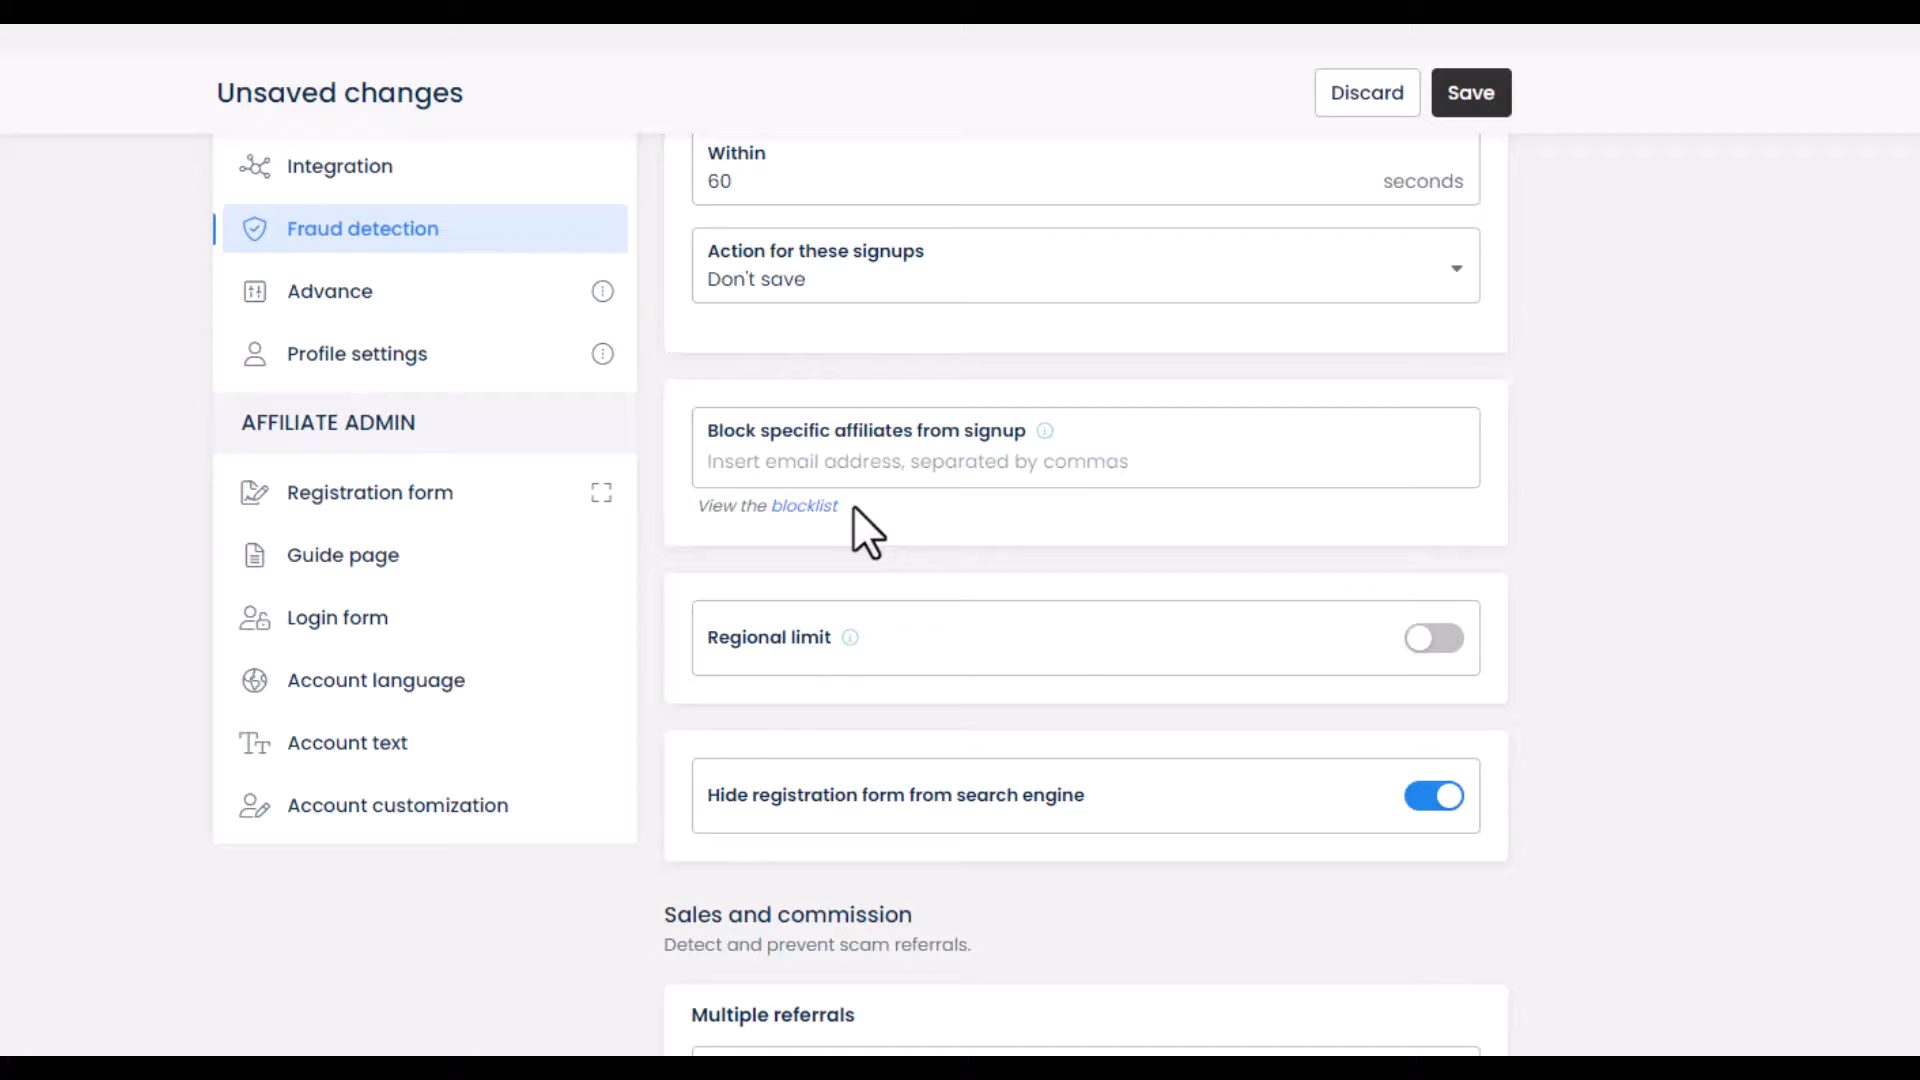 Unsaved changes
Discard
Save
Integration
Fraud detection
Advance
Profile settings
AFFILIATE ADMIN
Registration form
Guide page
Login form
Account language
Account text
Account customization
Within
60
seconds
Action for these signups
Don't save
Block specific affiliates from signup
Insert email address, separated by commas
View the blocklist
Regional limit
Hide registration form from search engine
Sales and commission
Detect and prevent scam referrals.
Multiple referrals